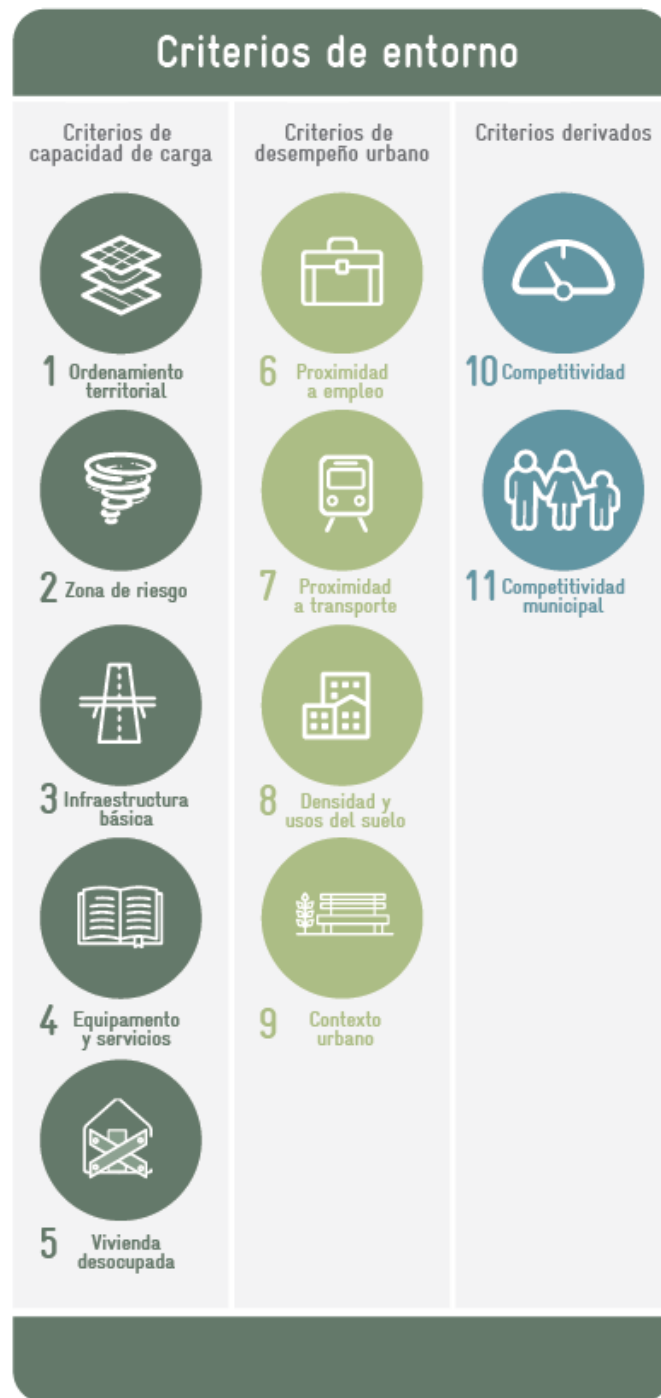 Criterios de entorno
Criterios de
capacidad de carga
1 Ordenamiento
territorial
2 Zona de riesgo
3 Infraestructura
básica
4 Equipamento
y servicios
5 Vivienda
desocupada
Criterios de
desempeño urbano
6 Proximidad
a empleo
7 Proximidad
a transporte
8 Densidad y
usos del suelo
9 Contexto
urbano
Criterios derivados
10 Competitividad
11 Competitividad
municipal